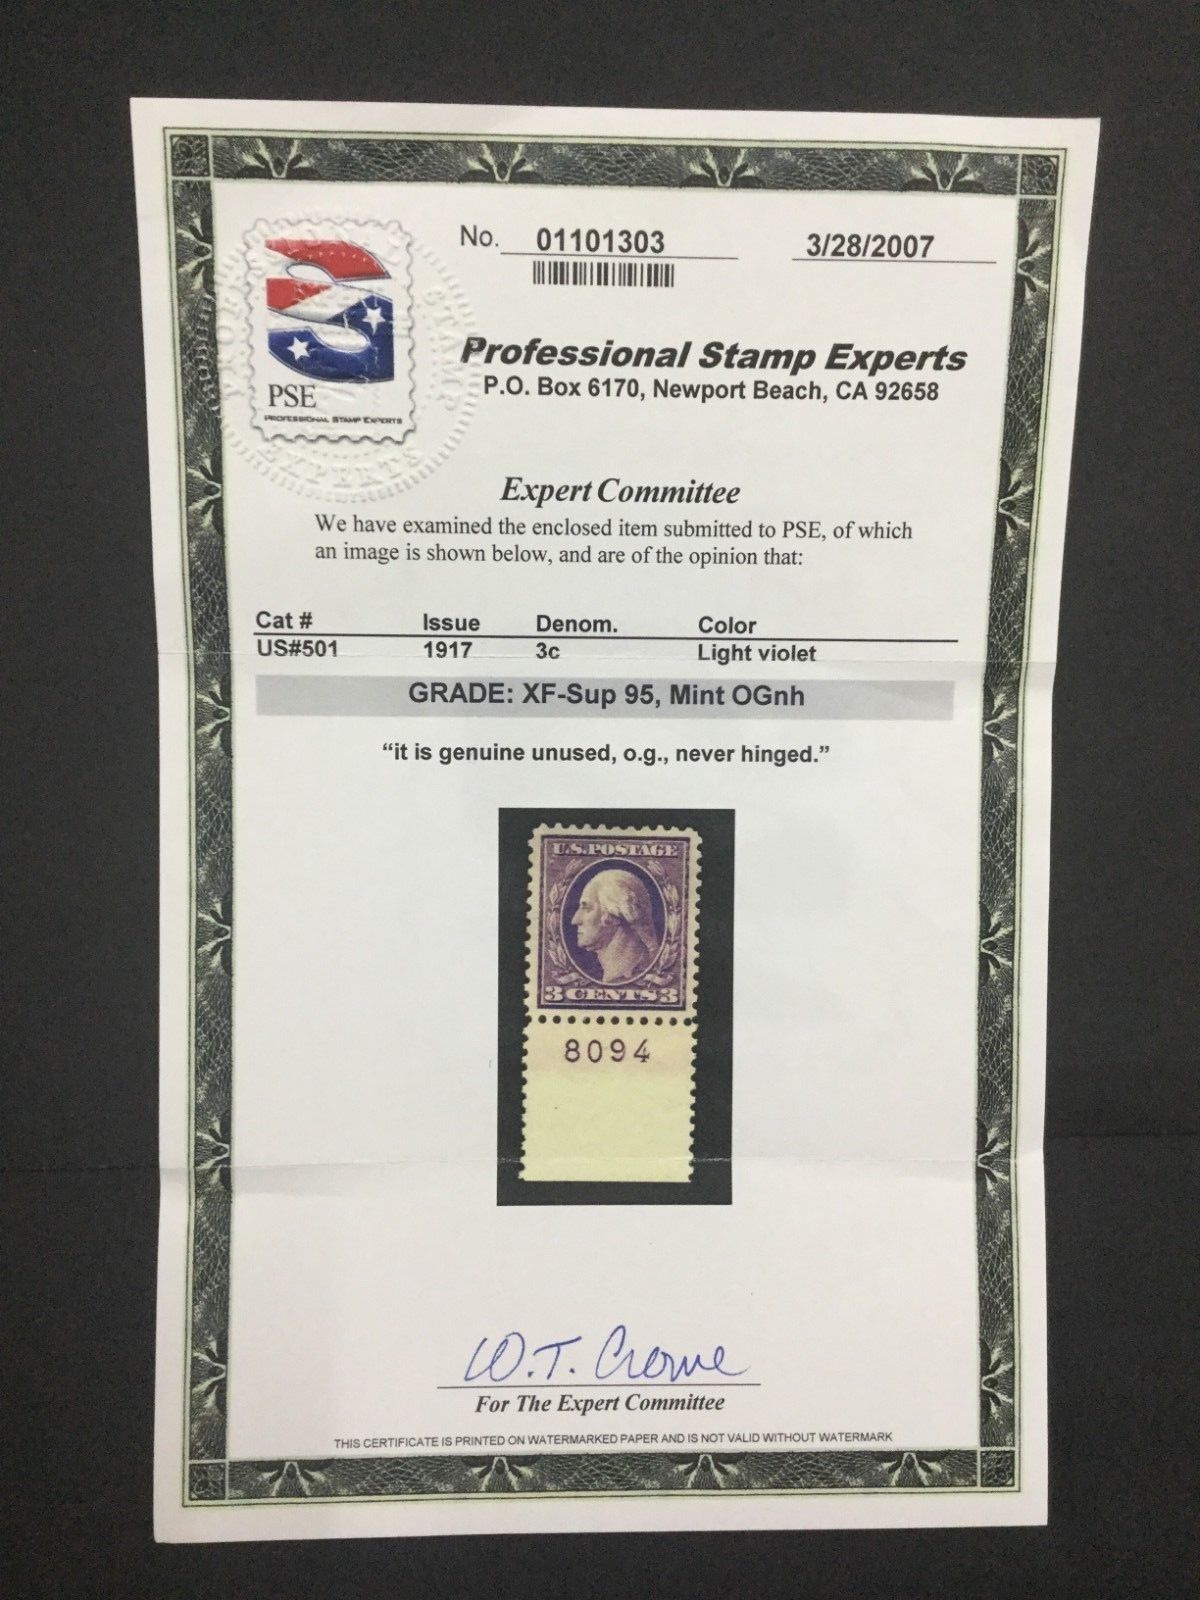 No. 01101303
3/28/2007
PROFESSIONAL STAMP EXPERTS
PSE
PROFESSIONAL STAMP EXPERTS
Professional Stamp Experts
P.O. Box 6170, Newport Beach, CA 92658
Expert Committee
We have examined the enclosed item submitted to PSE, of which
an image is shown below, and are of the opinion that:
Cat # Issue Denom. Color
US#501 1917 3c Light violet
GRADE: XF-Sup 95, Mint OGnh
“it is genuine unused, o.g., never hinged.”
U.S. POSTAGE
3 CENTS 3
8094
W.T. Crowe
For The Expert Committee
THIS CERTIFICATE IS PRINTED ON WATERMARKED PAPER AND IS NOT VALID WITHOUT WATERMARK